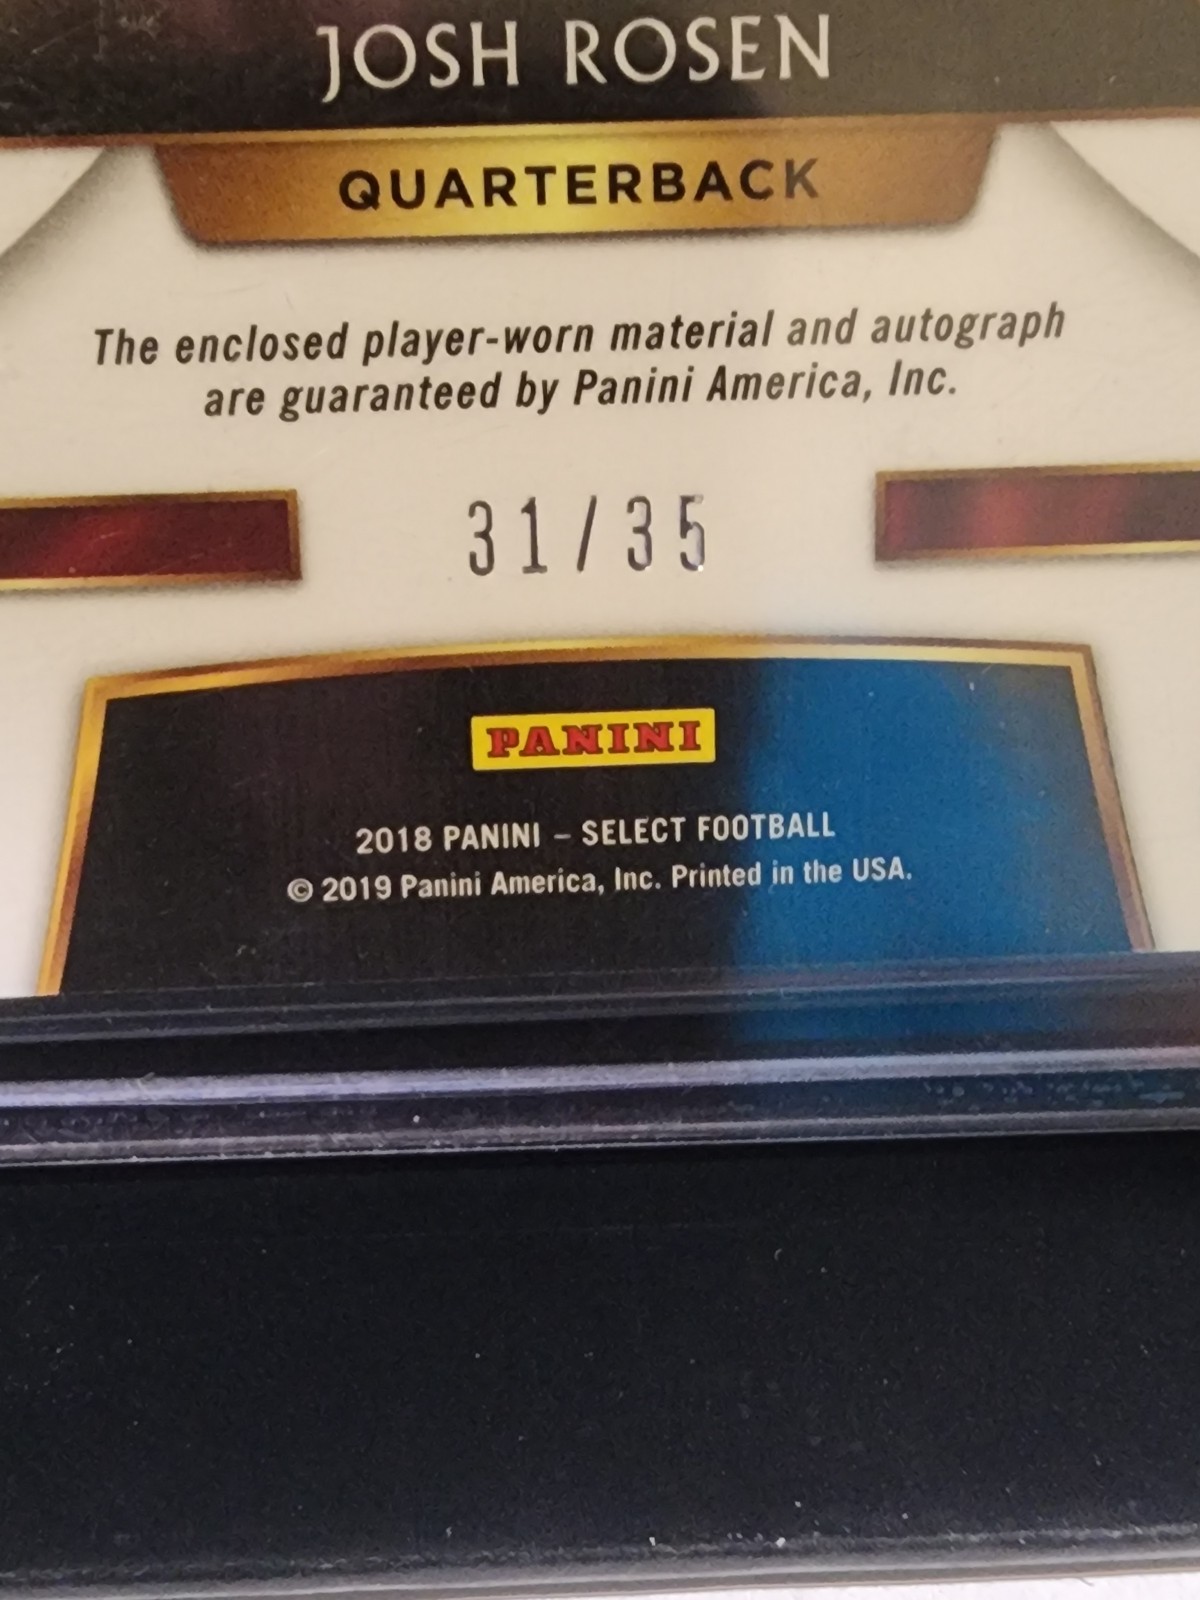 JOSH ROSEN
QUARTERBACK
The enclosed player-worn material and autograph
are guaranteed by Panini America, Inc.
31/35
PANINI
2018 PANINI – SELECT FOOTBALL
© 2019 Panini America, Inc. Printed in the USA.